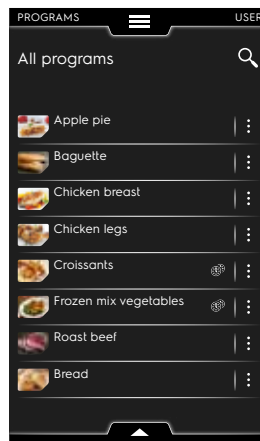 PROGRAMS
USER
All programs
Apple pie
Baguette
Chicken breast
Chicken legs
Croissants
Frozen mix vegetables
Roast beef
Bread